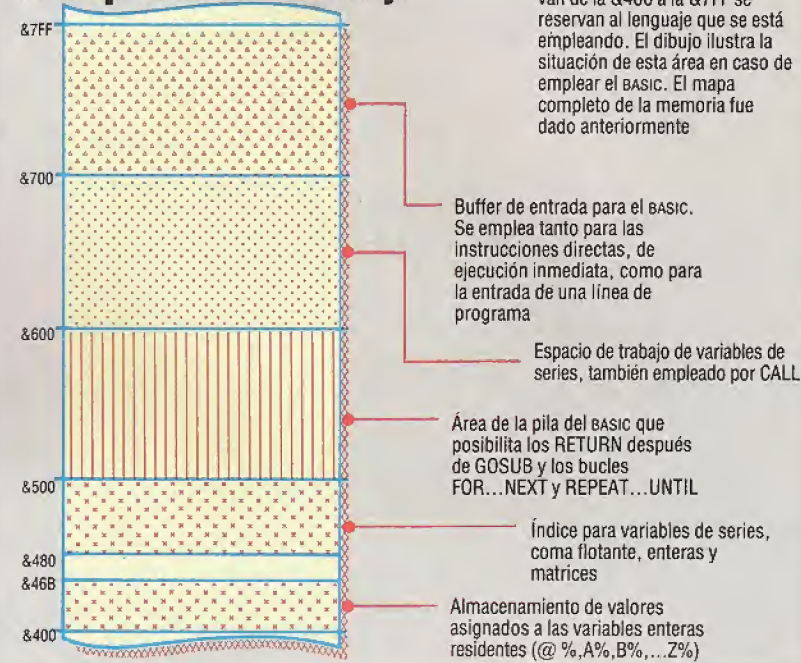 van de la &400 a la &7FF se
reservan al lenguaje que se está
empleando. El dibujo ilustra la
situación de esta área en caso de
emplear el BASIC. El mapa
completo de la memoria fue
dado anteriormente
&7FF
&700
Buffer de entrada para el BASIC.
Se emplea tanto para las
instrucciones directas, de
ejecución inmediata, como para
la entrada de una línea de
programa
&600
Espacio de trabajo de variables de
series, también empleado por CALL
Área de la pila del BASIC que
posibilita los RETURN después
de GOSUB y los bucles
FOR...NEXT y REPEAT...UNTIL
&500
Índice para variables de series,
coma flotante, enteras y
matrices
&480
&46B
Almacenamiento de valores
asignados a las variables enteras
residentes (@ %,A%,B%,...Z%)
&400